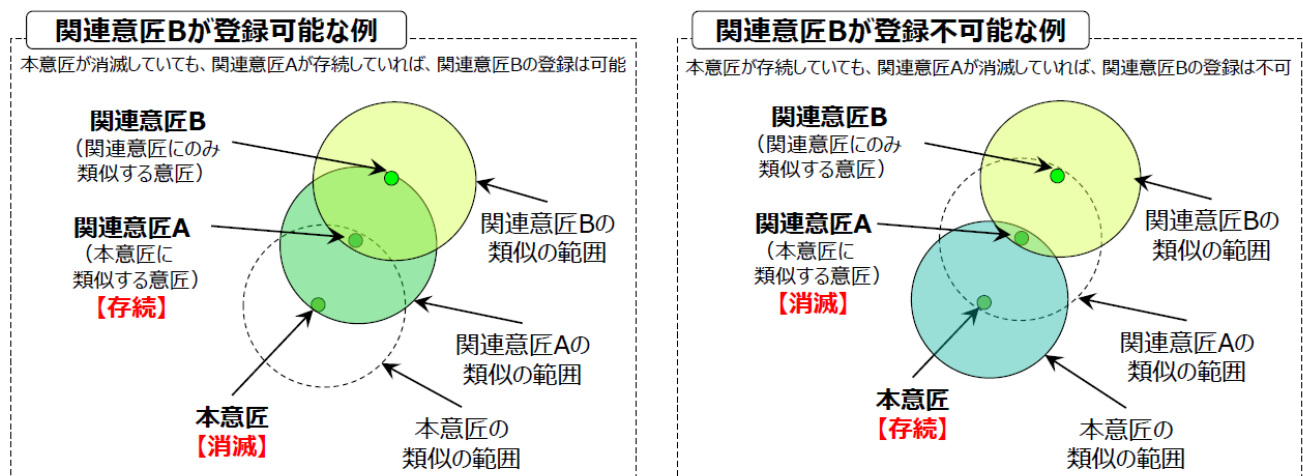 関連意匠Bが登録可能な例
本意匠が消滅していても、関連意匠Aが存続していれば、関連意匠Bの登録は可能
関連意匠B
（関連意匠にのみ
類似する意匠）
関連意匠Bの
類似の範囲
関連意匠A
（本意匠に
類似する意匠）
【存続】
関連意匠Aの
類似の範囲
本意匠
【消滅】
本意匠の
類似の範囲
関連意匠Bが登録不可能な例
本意匠が存続していても、関連意匠Aが消滅していれば、関連意匠Bの登録は不可
関連意匠B
（関連意匠にのみ
類似する意匠）
関連意匠Bの
類似の範囲
関連意匠A
（本意匠に
類似する意匠）
【消滅】
関連意匠Aの
類似の範囲
本意匠
【存続】
本意匠の
類似の範囲